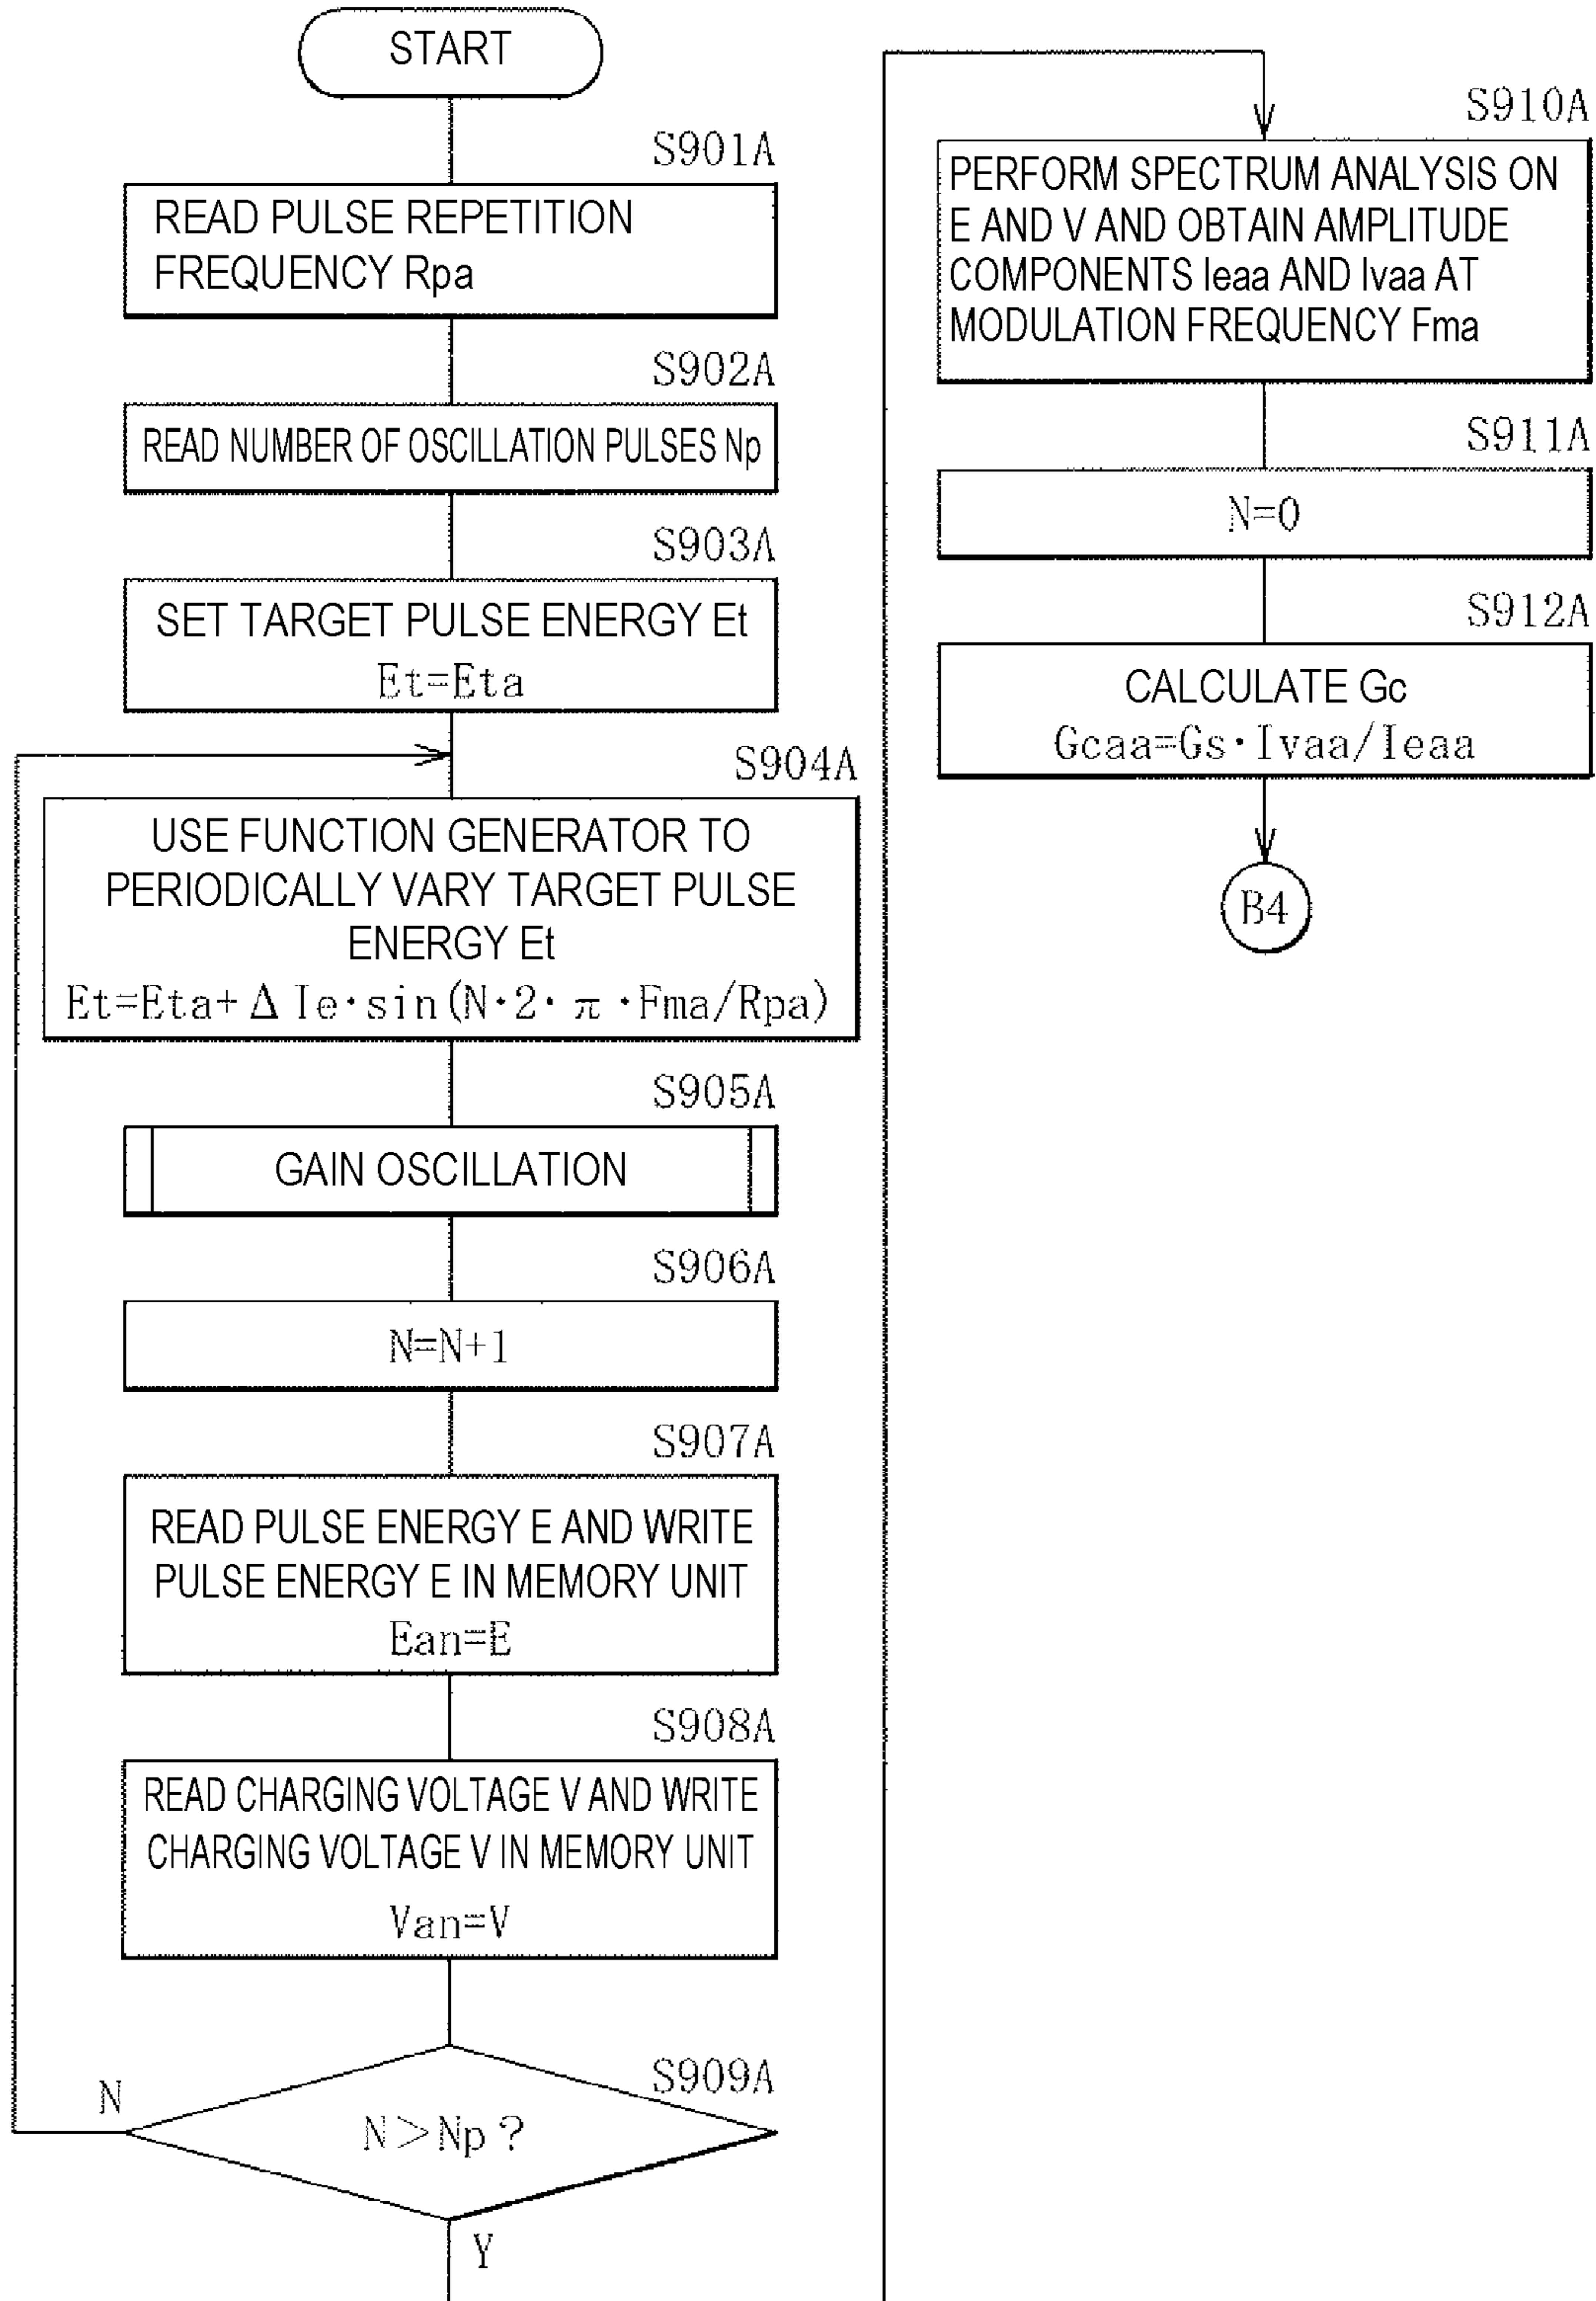 START
S901A
READ PULSE REPETITION
FREQUENCY Rpa
S902A
READ NUMBER OF OSCILLATION PULSES Np
S903A
SET TARGET PULSE ENERGY Et
Et=Eta
S904A
USE FUNCTION GENERATOR TO
PERIODICALLY VARY TARGET PULSE
ENERGY Et
Et=Eta+ΔIe·sin(N·2·π·Fma/Rpa)
S905A
GAIN OSCILLATION
S906A
N=N+1
S907A
READ PULSE ENERGY E AND WRITE
PULSE ENERGY E IN MEMORY UNIT
Ean=E
S908A
READ CHARGING VOLTAGE V AND WRITE
CHARGING VOLTAGE V IN MEMORY UNIT
Van=V
S909A
N>Np?
N
Y
S910A
PERFORM SPECTRUM ANALYSIS ON
E AND V AND OBTAIN AMPLITUDE
COMPONENTS Ieaa AND Ivaa AT
MODULATION FREQUENCY Fma
S911A
N=0
S912A
CALCULATE Gc
Gcaa=Gs·Ivaa/Ieaa
B4